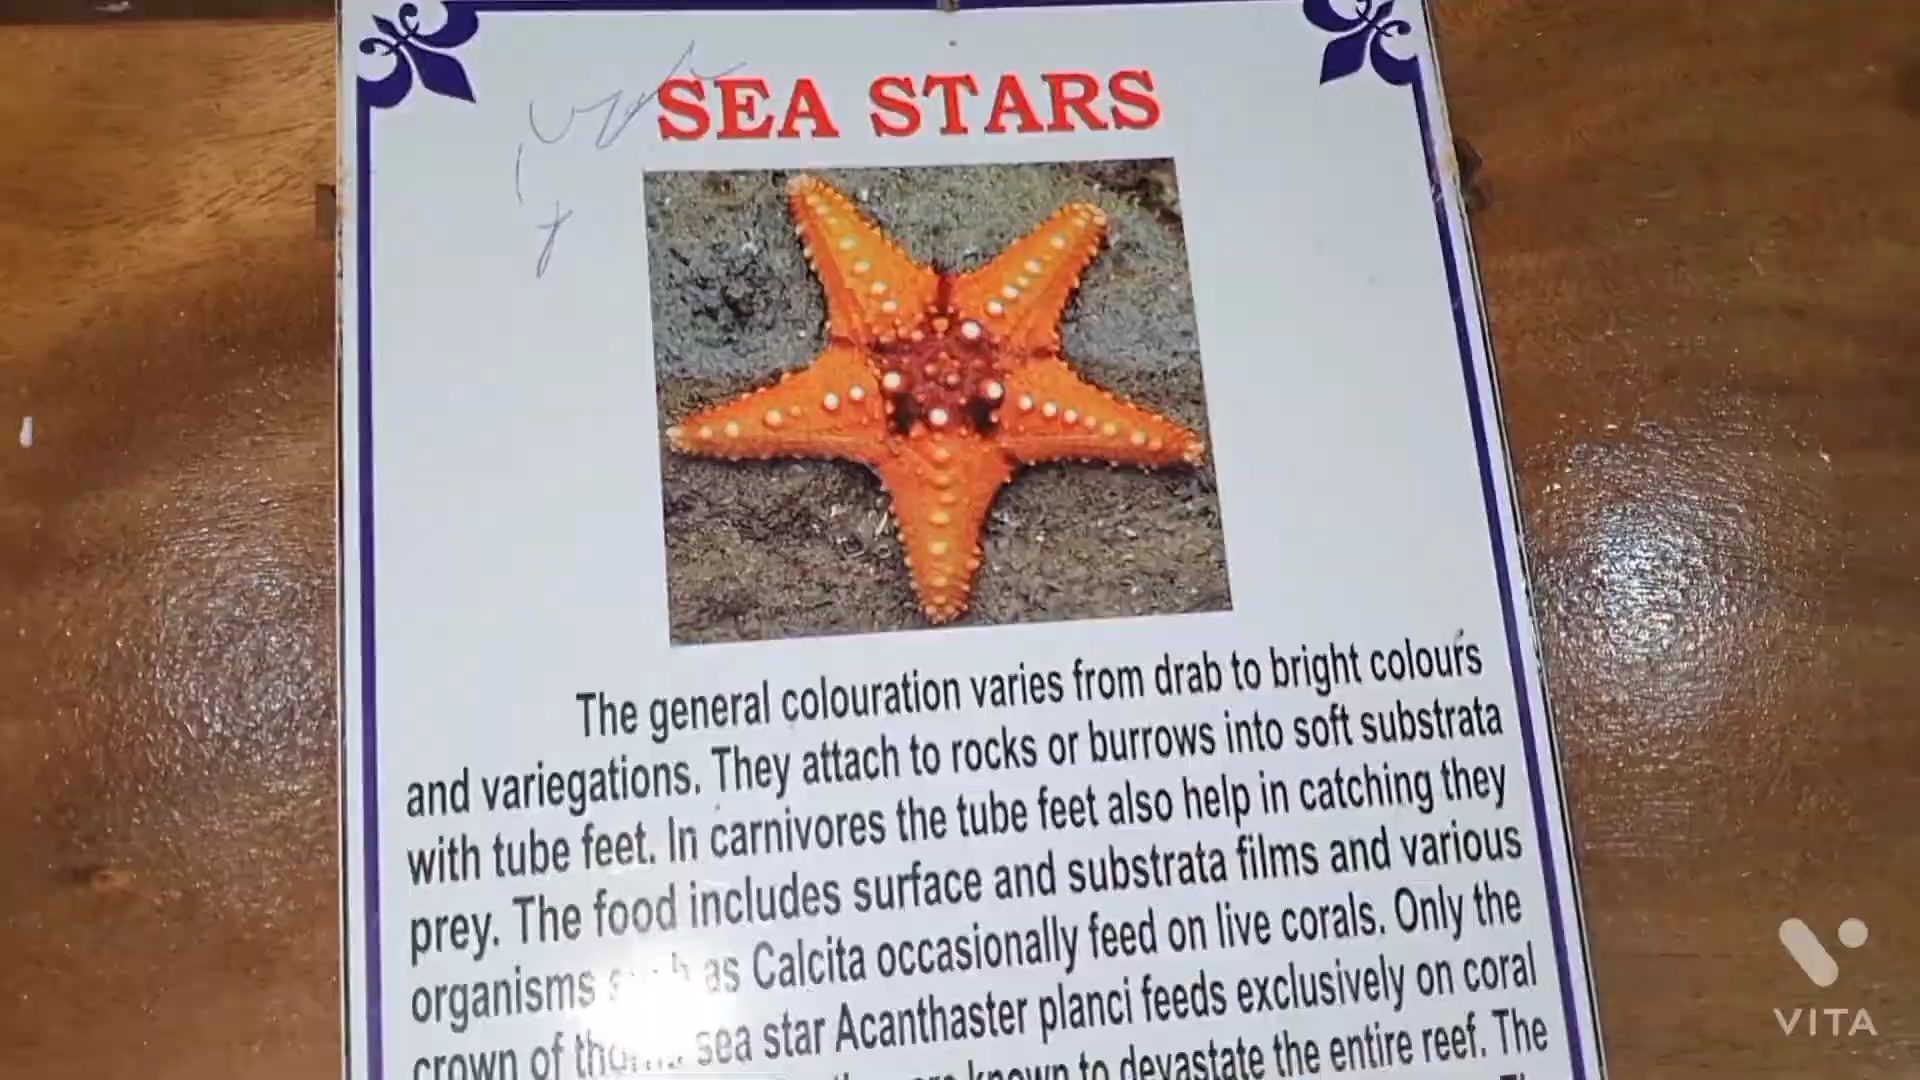 SEA STARS
The general colouration varies from drab to bright colours
and variegations. They attach to rocks or burrows into soft substrata
with tube feet. In carnivores the tube feet also help in catching they
prey. The food includes surface and substrata films and various
organisms as Calcita occasionally feed on live corals. Only the
crown of sea star Acanthaster planci feeds exclusively on coral
known to devastate the entire reef. The
VITA